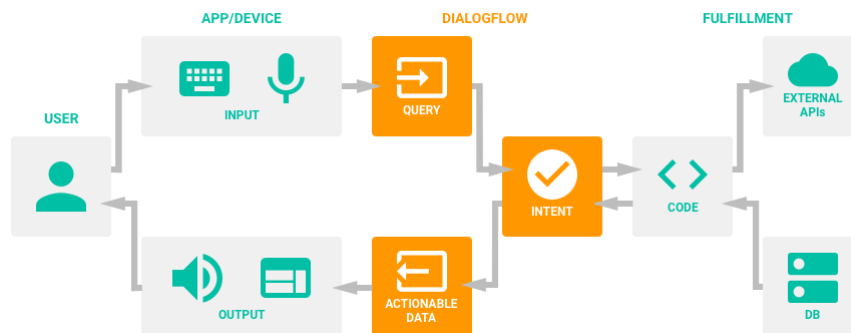 APP/DEVICE
DIALOGFLOW
FULFILLMENT
USER
INPUT
QUERY
EXTERNAL
APIs
INTENT
CODE
OUTPUT
ACTIONABLE
DATA
DB